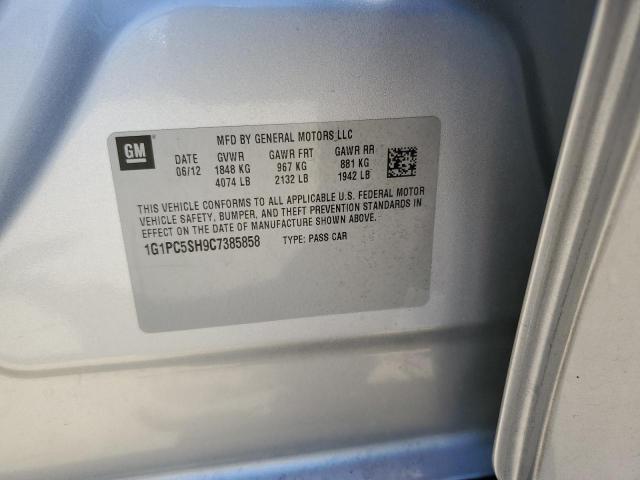 GM
MFD BY GENERAL MOTORS LLC
DATE GVWR GAWR FRT GAWR RR
06/12 1848 KG 967 KG 881 KG
4074 LB 2132 LB 1942 LB
THIS VEHICLE CONFORMS TO ALL APPLICABLE U.S. FEDERAL MOTOR
VEHICLE SAFETY, BUMPER, AND THEFT PREVENTION STANDARDS IN
EFFECT ON THE DATE OF MANUFACTURE SHOWN ABOVE.
1G1PC5SH9C7385858 TYPE: PASS CAR